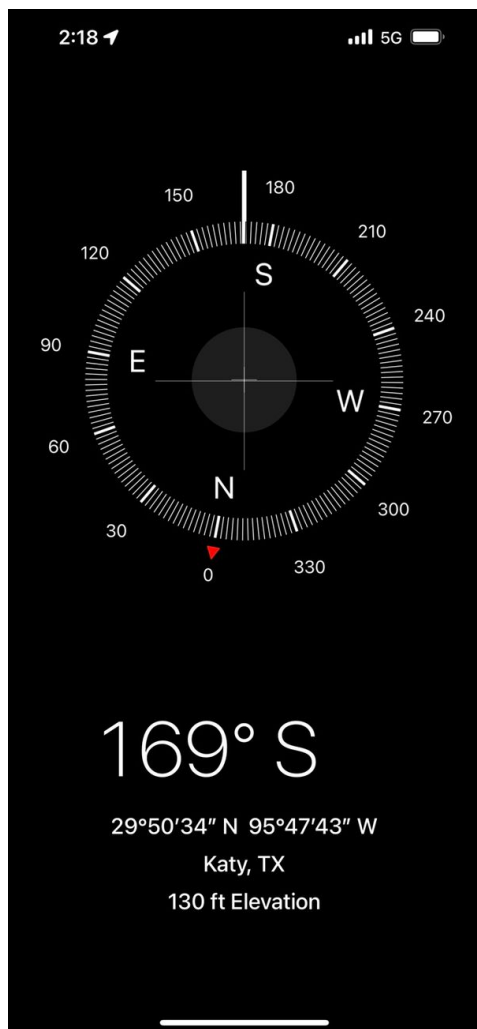 2:18 5G
150 180
120 210
S
90 240
E
W
60 270
N
30 300
0 330
169° S
29°50′34″ N 95°47′43″ W
Katy, TX
130 ft Elevation